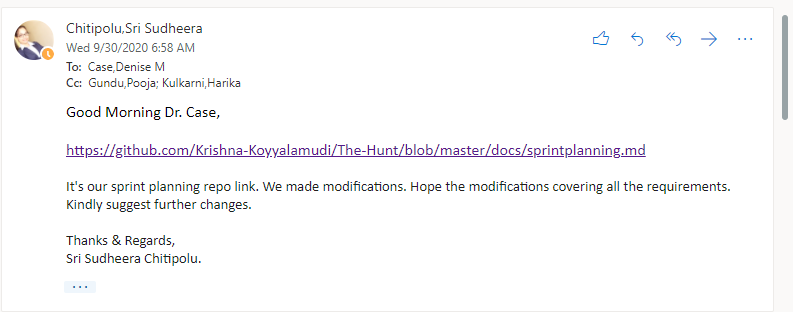 Chitipolu,Sri Sudheera
Wed 9/30/2020 6:58 AM
To: Case,Denise M
Cc: Gundu,Pooja; Kulkarni,Harika
Good Morning Dr. Case,
https://github.com/Krishna-Koyyalamudi/The-Hunt/blob/master/docs/sprintplanning.md
It's our sprint planning repo link. We made modifications. Hope the modifications covering all the requirements.
Kindly suggest further changes.
Thanks & Regards,
Sri Sudheera Chitipolu.